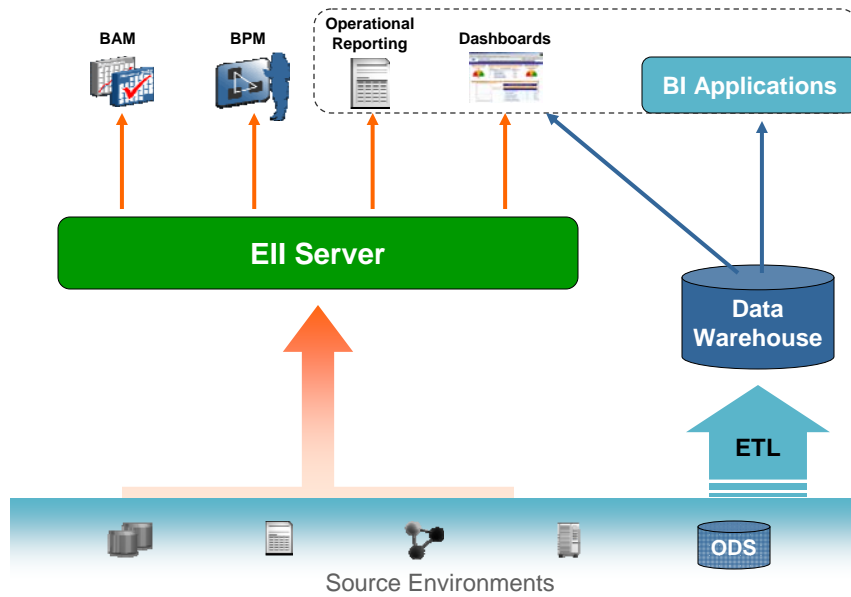 Operational
Reporting
BAM
BPM
Dashboards
BI Applications
EII Server
Data
Warehouse
ETL
ODS
Source Environments